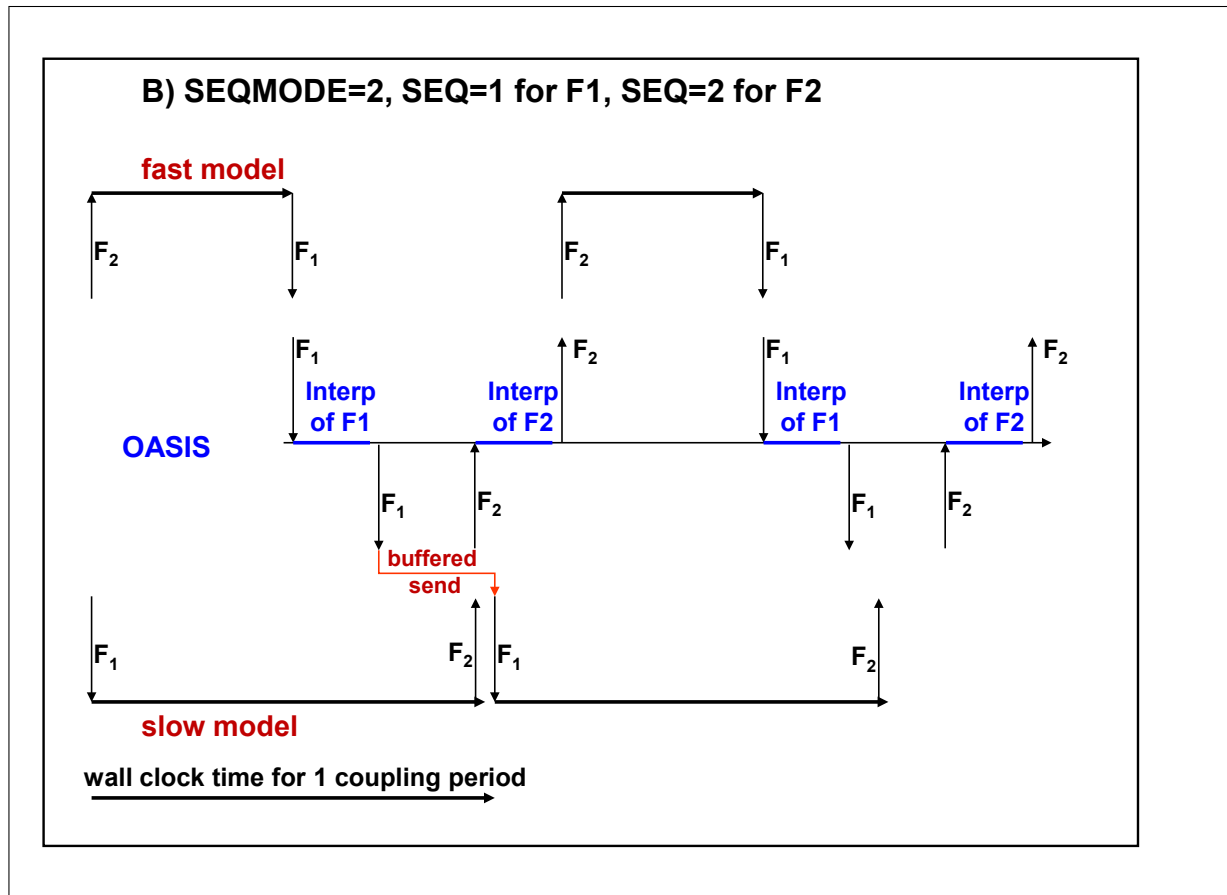 B) SEQMODE=2, SEQ=1 for F1, SEQ=2 for F2
fast model
F₂
F₁
F₂
F₁
F₁
F₂
F₁
F₂
Interp
of F1
Interp
of F2
Interp
of F1
Interp
of F2
OASIS
F₁
F₂
F₁
F₂
buffered
send
F₁
F₂
F₁
F₂
slow model
wall clock time for 1 coupling period